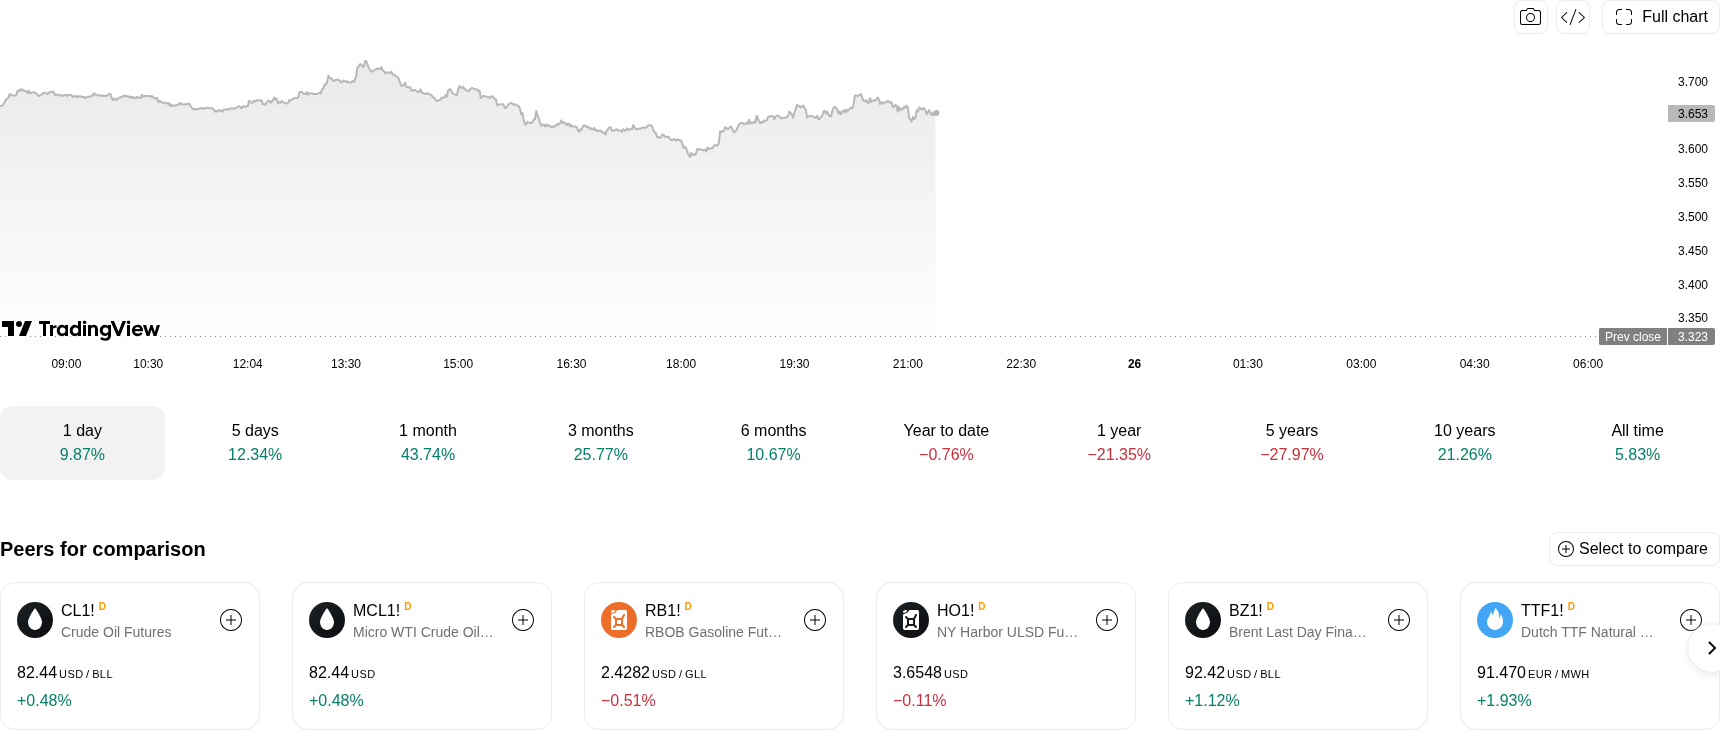 Full chart
3.700
3.653
3.600
3.550
3.500
3.450
3.400
3.350
TradingView
Prev close 3.323
09:00 10:30 12:04 13:30 15:00 16:30 18:00 19:30 21:00 22:30 26 01:30 03:00 04:30 06:00
1 day 5 days 1 month 3 months 6 months Year to date 1 year 5 years 10 years All time
9.87% 12.34% 43.74% 25.77% 10.67% −0.76% −21.35% −27.97% 21.26% 5.83%
Peers for comparison
Select to compare
CL1! D
Crude Oil Futures
82.44 USD / BLL
+0.48%
MCL1! D
Micro WTI Crude Oil…
82.44 USD
+0.48%
RB1! D
RBOB Gasoline Fut…
2.4282 USD / GLL
−0.51%
HO1! D
NY Harbor ULSD Fu…
3.6548 USD
−0.11%
BZ1! D
Brent Last Day Fina…
92.42 USD / BLL
+1.12%
TTF1! D
Dutch TTF Natural …
91.470 EUR / MWH
+1.93%